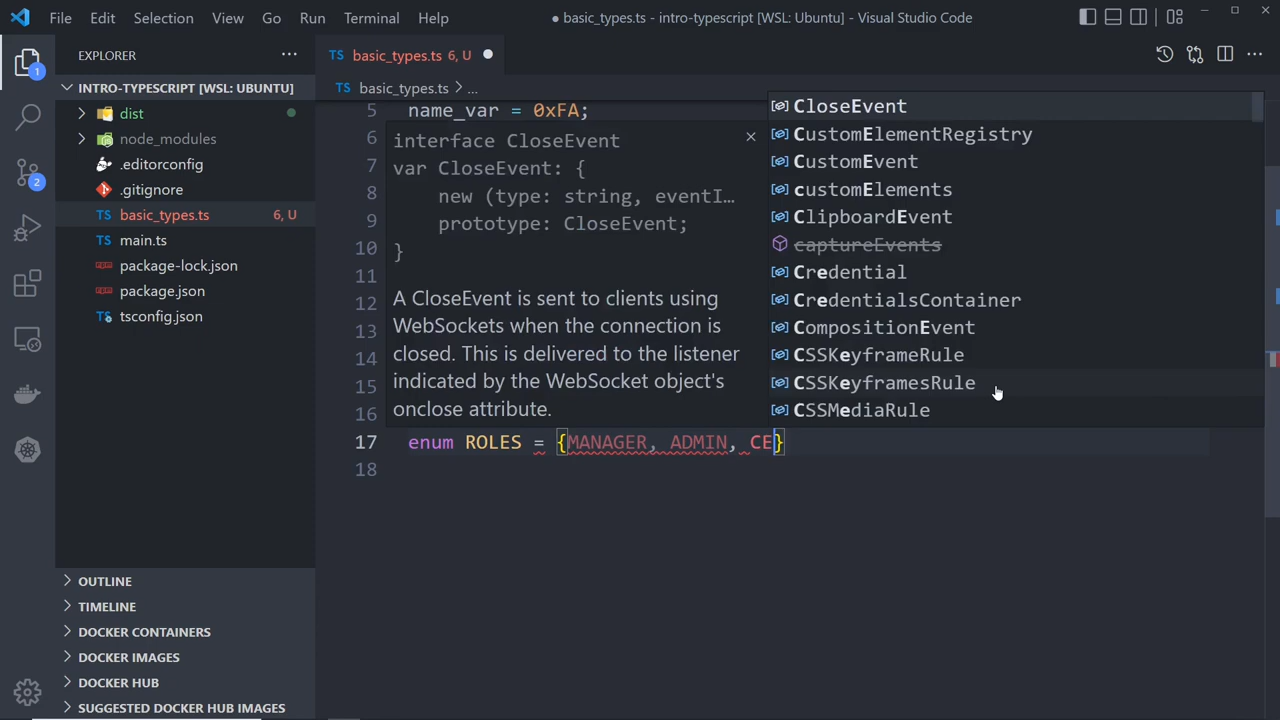 File Edit Selection View Go Run Terminal Help
● basic_types.ts - intro-typescript [WSL: Ubuntu] - Visual Studio Code
EXPLORER
INTRO-TYPESCRIPT [WSL: UBUNTU]
dist
node_modules
.editorconfig
.gitignore
TS basic_types.ts 6, U
TS main.ts
package-lock.json
package.json
TS tsconfig.json
OUTLINE
TIMELINE
DOCKER CONTAINERS
DOCKER IMAGES
DOCKER HUB
SUGGESTED DOCKER HUB IMAGES
1
2
TS basic_types.ts 6, U
TS basic_types.ts > ...
5 name_var = 0xFA;
6
7
8
9
10
11
12
13
14
15
16
17 enum ROLES = {MANAGER, ADMIN, CE}
18
interface CloseEvent
var CloseEvent: {
new (type: string, eventI…
prototype: CloseEvent;
}
A CloseEvent is sent to clients using
WebSockets when the connection is
closed. This is delivered to the listener
indicated by the WebSocket object's
onclose attribute.
CloseEvent
CustomElementRegistry
CustomEvent
customElements
ClipboardEvent
captureEvents
Credential
CredentialsContainer
CompositionEvent
CSSKeyframeRule
CSSKeyframesRule
CSSMediaRule